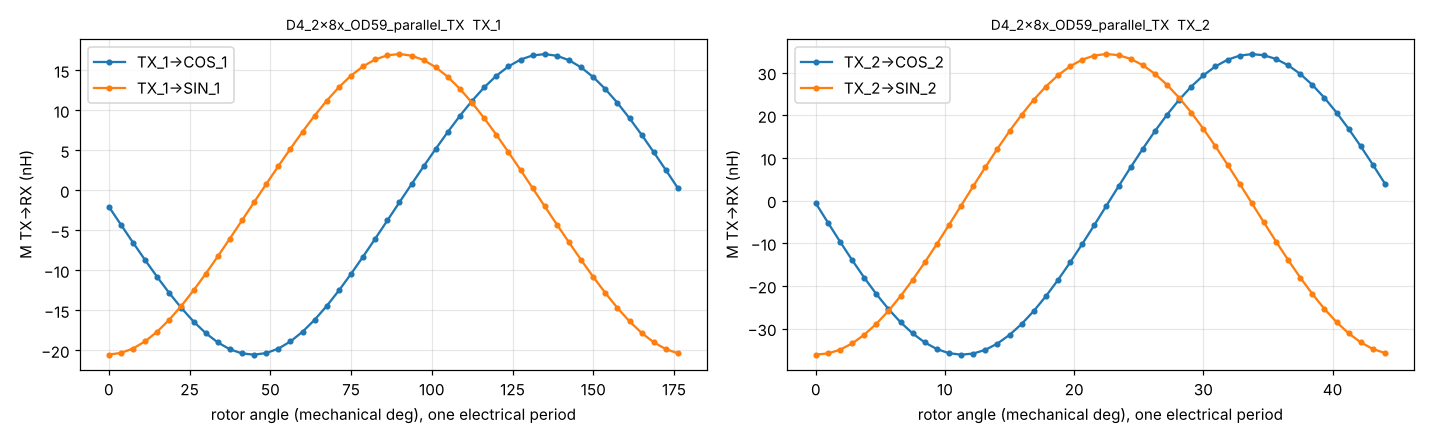 D4_2×8x_OD59_parallel_TX TX_1
TX_1→COS_1
TX_1→SIN_1
M TX→RX (nH)
15
10
5
0
−5
−10
−15
−20
0
25
50
75
100
125
150
175
rotor angle (mechanical deg), one electrical period
D4_2×8x_OD59_parallel_TX TX_2
TX_2→COS_2
TX_2→SIN_2
M TX→RX (nH)
30
20
10
0
−10
−20
−30
0
10
20
30
40
rotor angle (mechanical deg), one electrical period